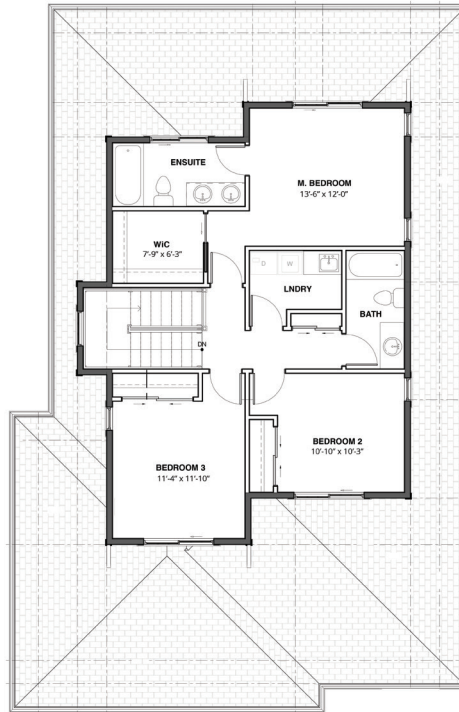 ENSUITE
M. BEDROOM
13'-6" x 12'-0"
WiC
7'-9" x 6'-3"
D W
LNDRY
BATH
DN
BEDROOM 2
10'-10" x 10'-3"
BEDROOM 3
11'-4" x 11'-10"